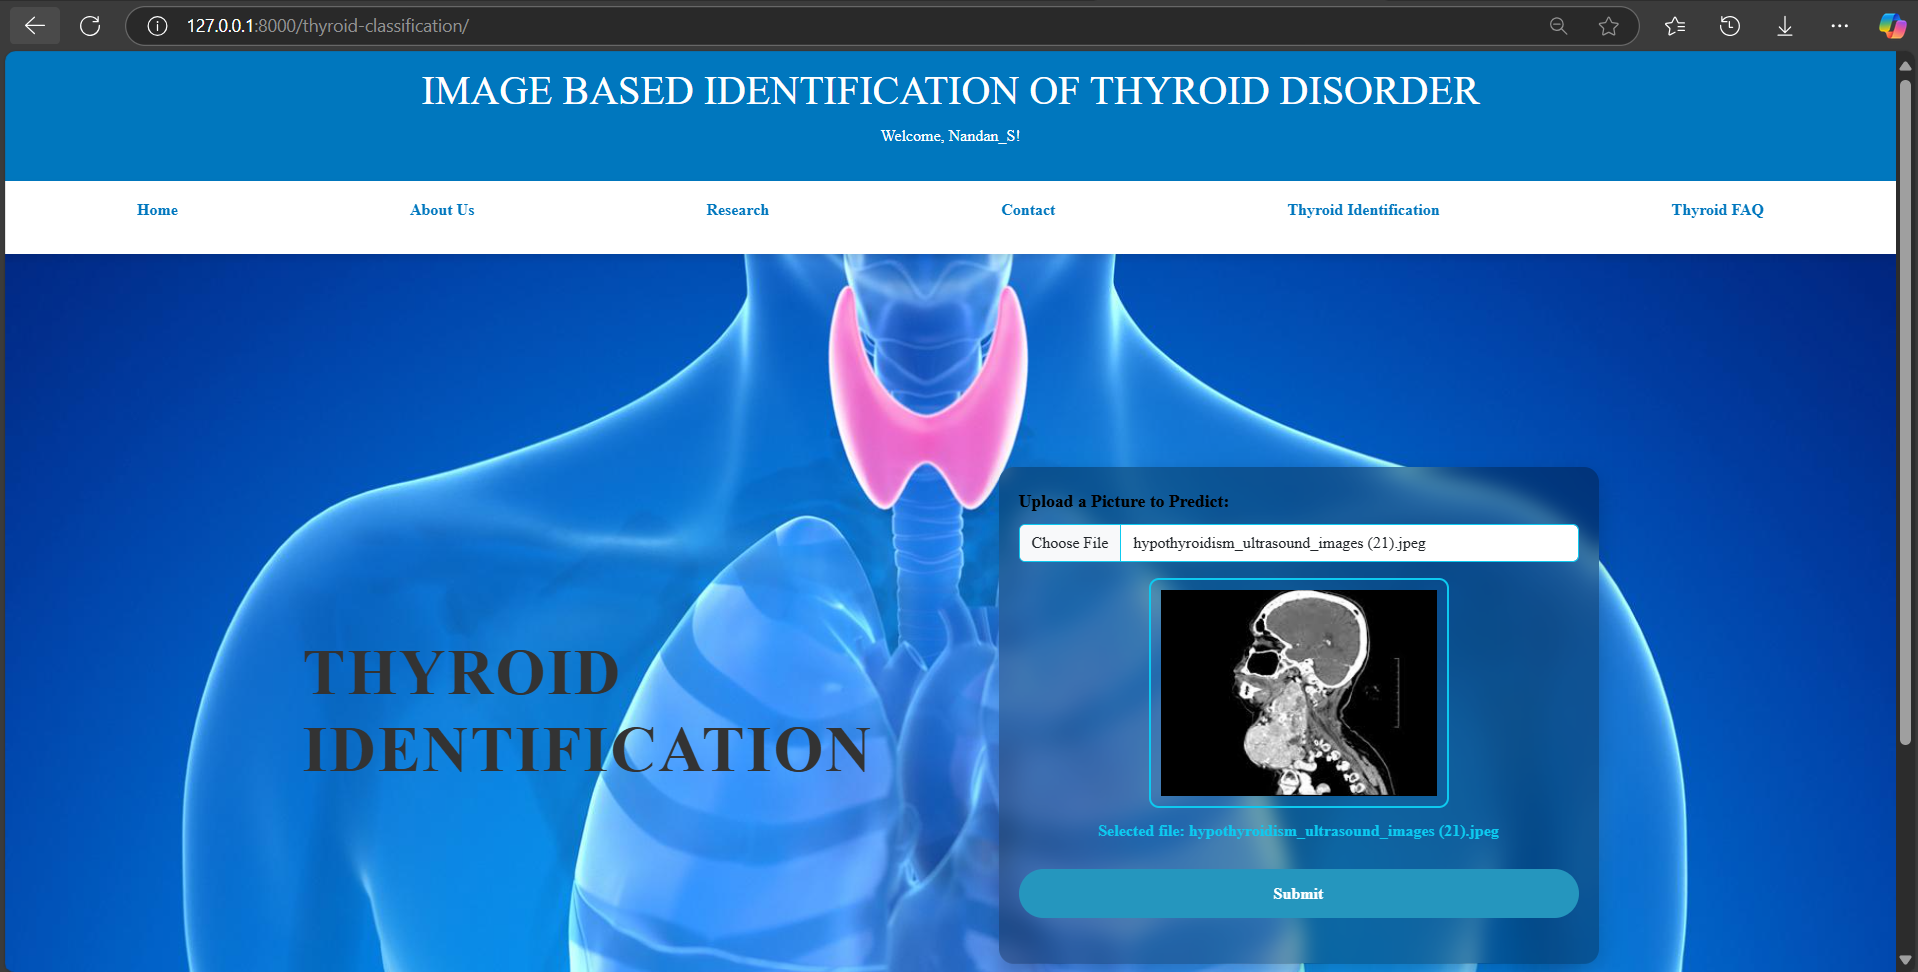 127.0.0.1:8000/thyroid-classification/
IMAGE BASED IDENTIFICATION OF THYROID DISORDER
Welcome, Nandan_S!
Home About Us Research Contact Thyroid Identification Thyroid FAQ
THYROID
IDENTIFICATION
Upload a Picture to Predict:
Choose File hypothyroidism_ultrasound_images (21).jpeg
Selected file: hypothyroidism_ultrasound_images (21).jpeg
Submit